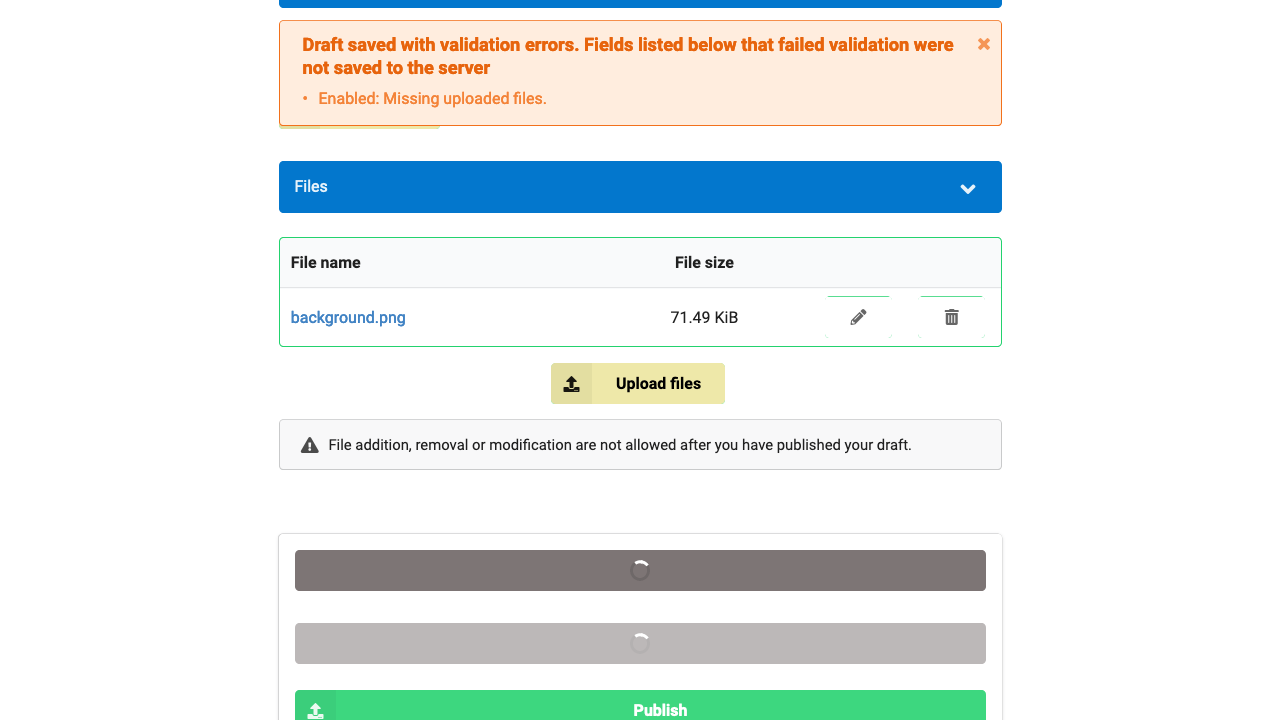 Draft saved with validation errors. Fields listed below that failed validation were
not saved to the server
• Enabled: Missing uploaded files.
Files
File name File size
background.png 71.49 KiB
Upload files
File addition, removal or modification are not allowed after you have published your draft.
Publish